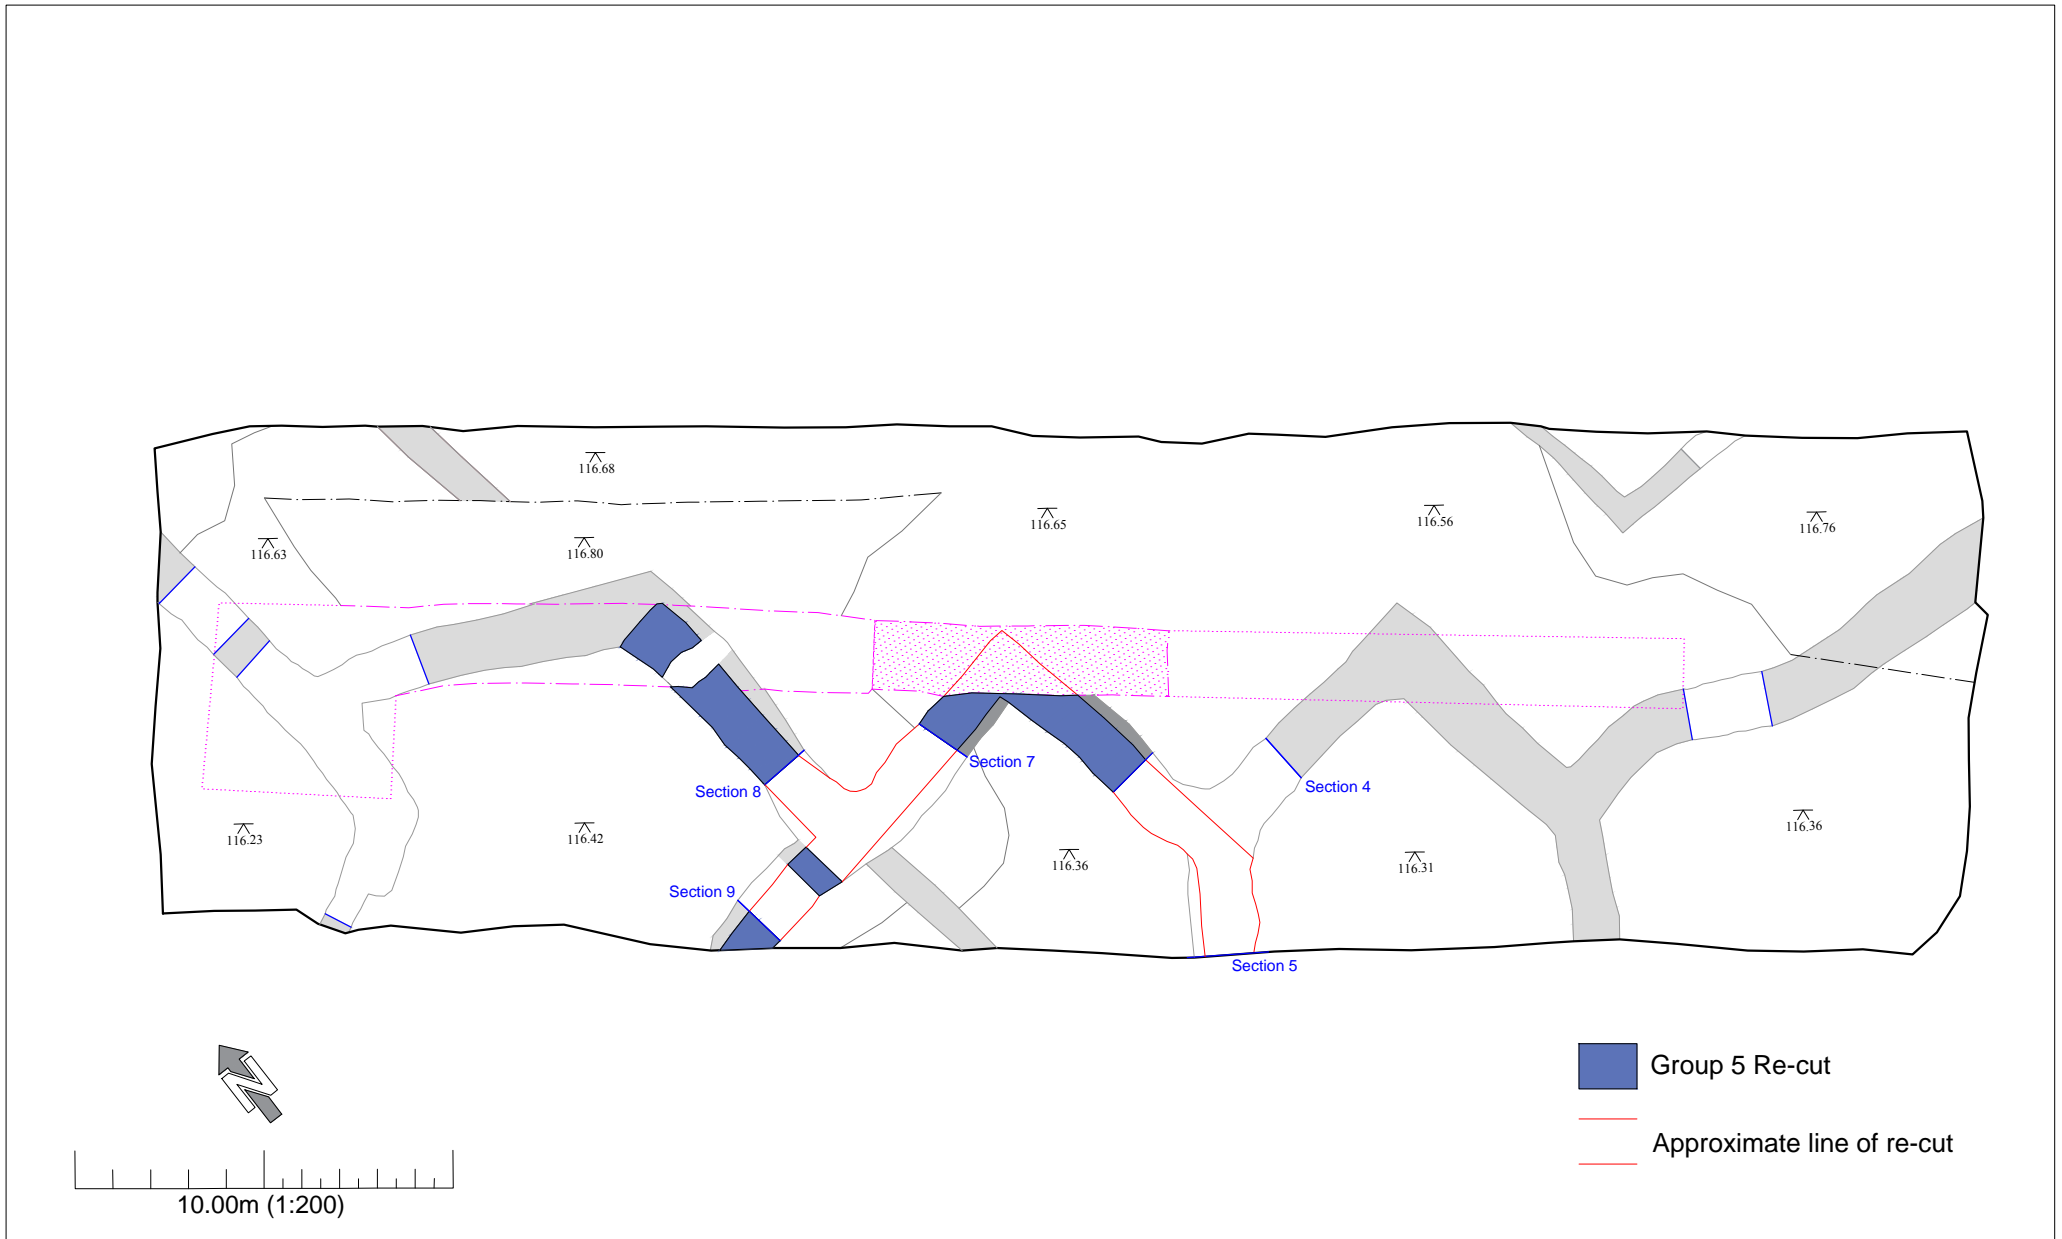 116.68
116.65
116.56
116.76
116.63
116.80
Section 7
Section 8
Section 4
116.23
116.42
116.36
116.31
116.36
Section 9
Section 5
N
Group 5 Re-cut
Approximate line of re-cut
10.00m (1:200)